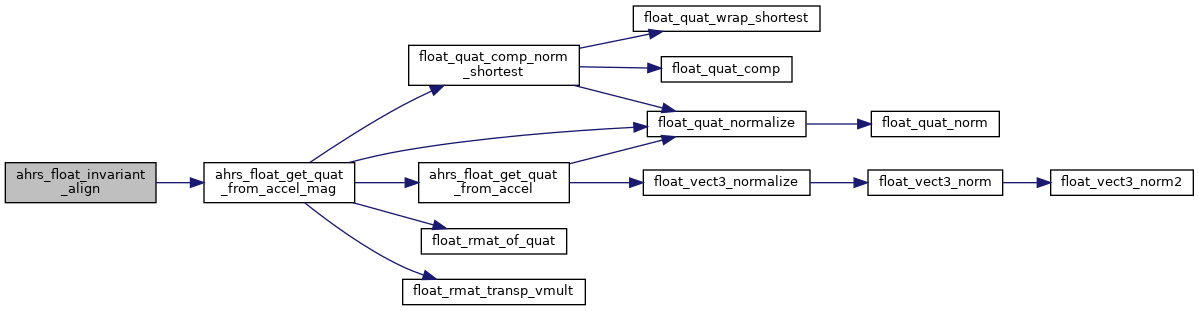 float_quat_wrap_shortest
float_quat_comp_norm
_shortest
float_quat_comp
float_quat_normalize
float_quat_norm
ahrs_float_invariant
_align
ahrs_float_get_quat
_from_accel_mag
ahrs_float_get_quat
_from_accel
float_vect3_normalize
float_vect3_norm
float_vect3_norm2
float_rmat_of_quat
float_rmat_transp_vmult